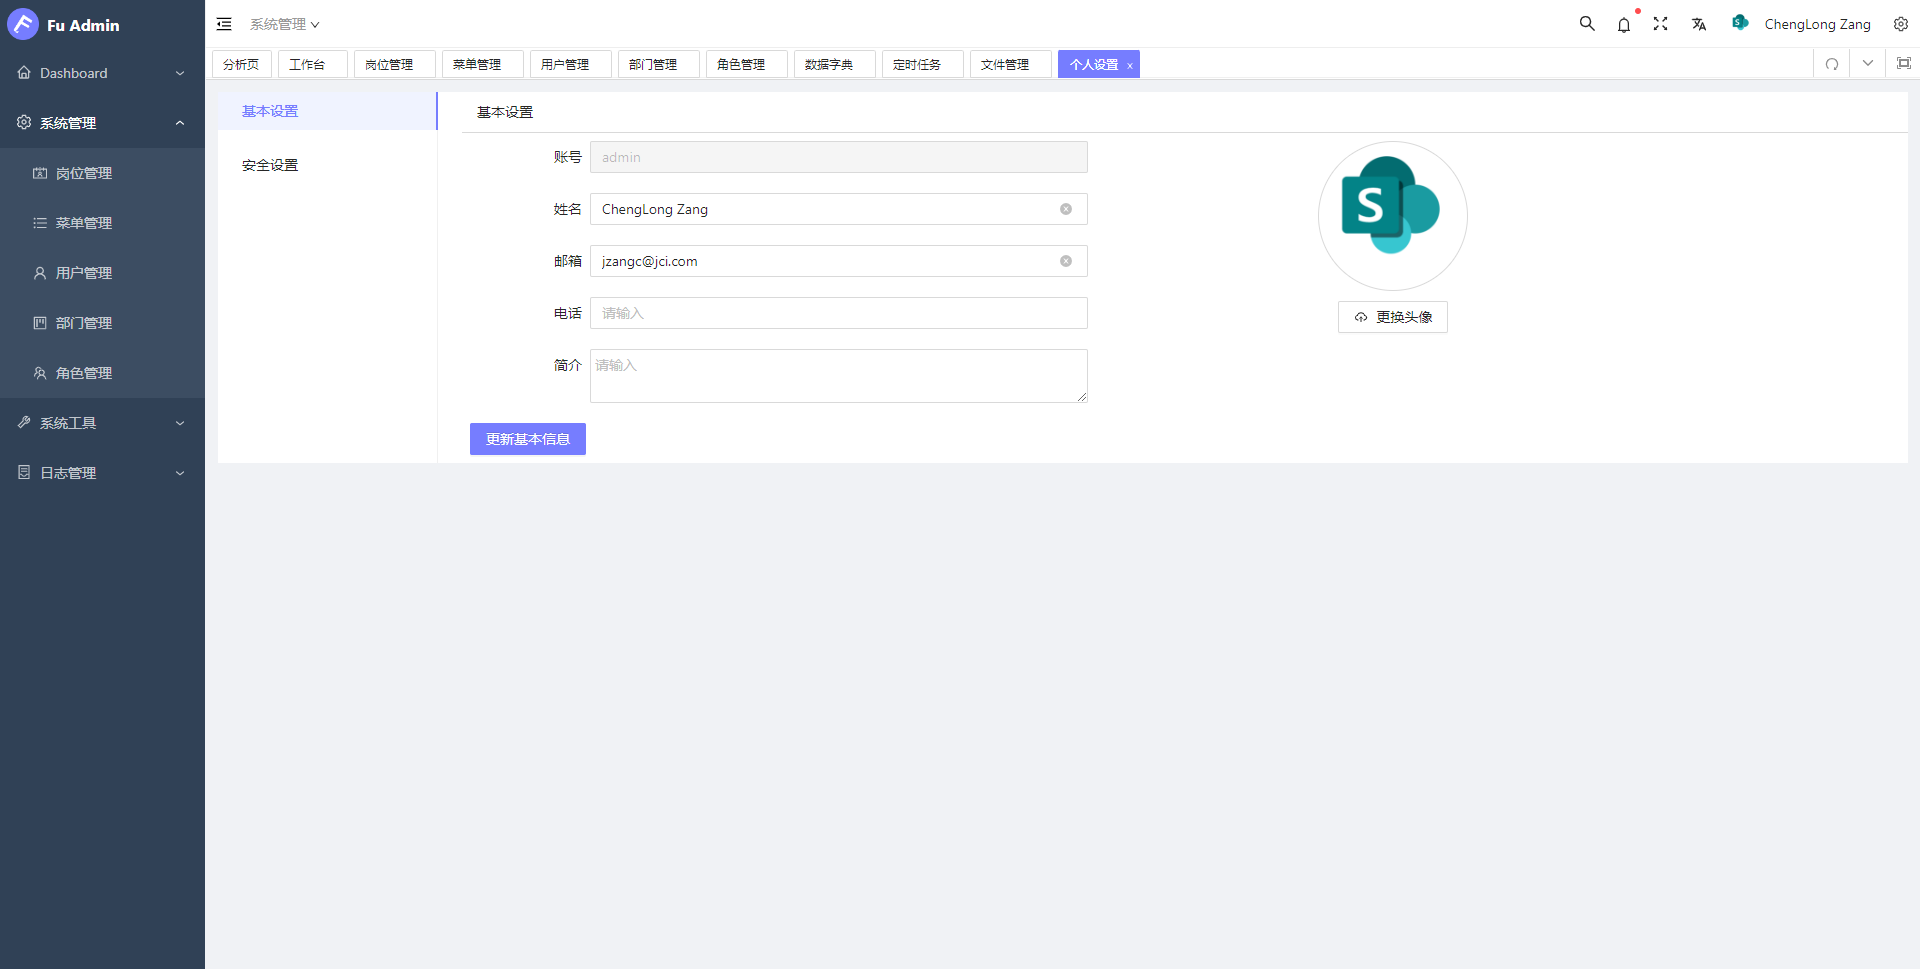 Fu Admin
Dashboard
系统管理
岗位管理
菜单管理
用户管理
部门管理
角色管理
系统工具
日志管理
系统管理
ChengLong Zang
分析页 工作台 岗位管理 菜单管理 用户管理 部门管理 角色管理 数据字典 定时任务 文件管理 个人设置 x
基本设置
安全设置
基本设置
账号 admin
姓名 ChengLong Zang
邮箱 jzangc@jci.com
电话 请输入
简介 请输入
更新基本信息
S
更换头像